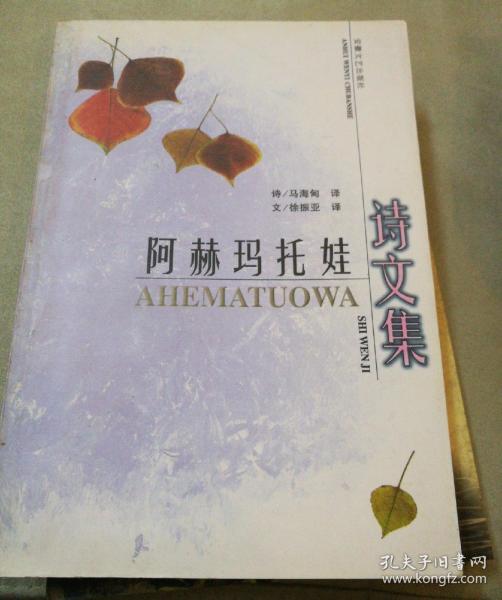 安徽文艺出版社
ANHUI WENYI CHUBANSHE
诗/马海甸 译
文/徐振亚 译
阿赫玛托娃
AHEMATUOWA
诗文集
SHI WEN JI
孔夫子旧书网
www.kongfz.com